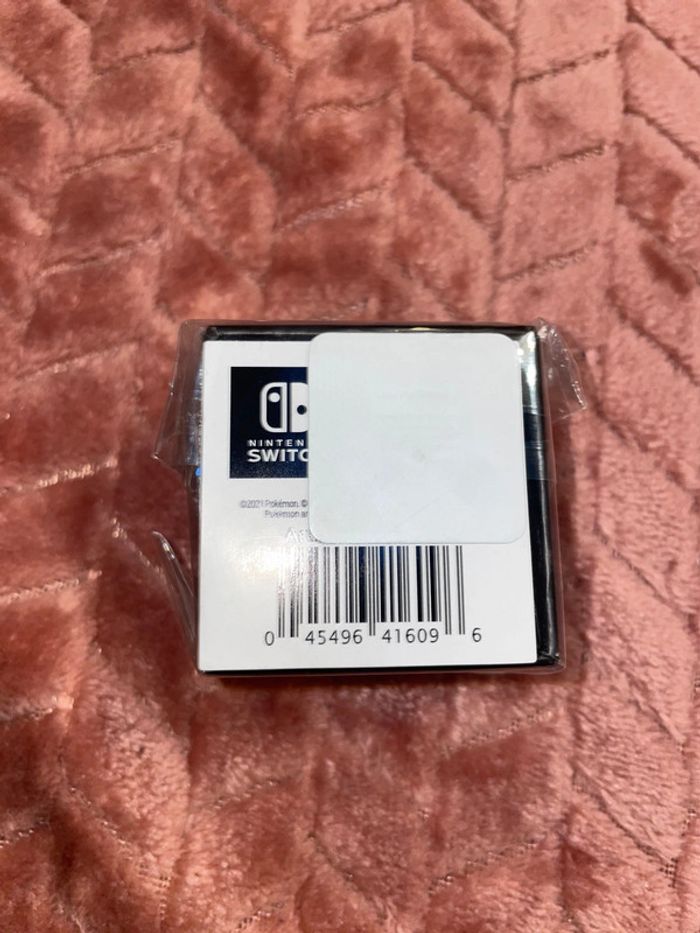 NINTEN
SWITC
©2021 Pokémon. ©
Pokémon an
0 45496 41609 6